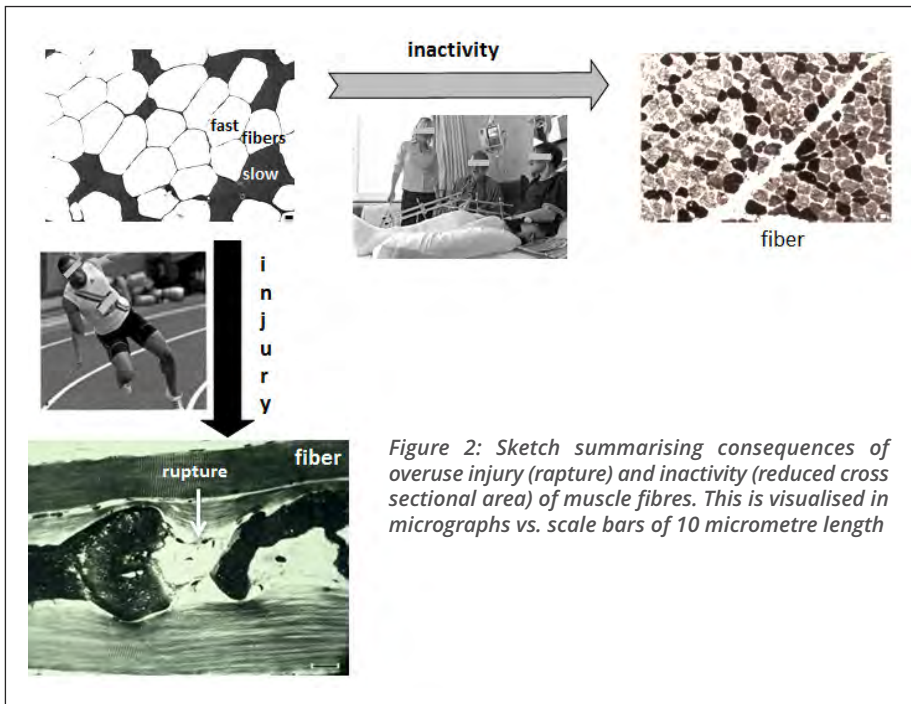 inactivity
fast
fibers
slow
fiber
i
n
j
u
r
y
fiber
rupture
Figure 2: Sketch summarising consequences of
overuse injury (rapture) and inactivity (reduced cross
sectional area) of muscle fibres. This is visualised in
micrographs vs. scale bars of 10 micrometre length